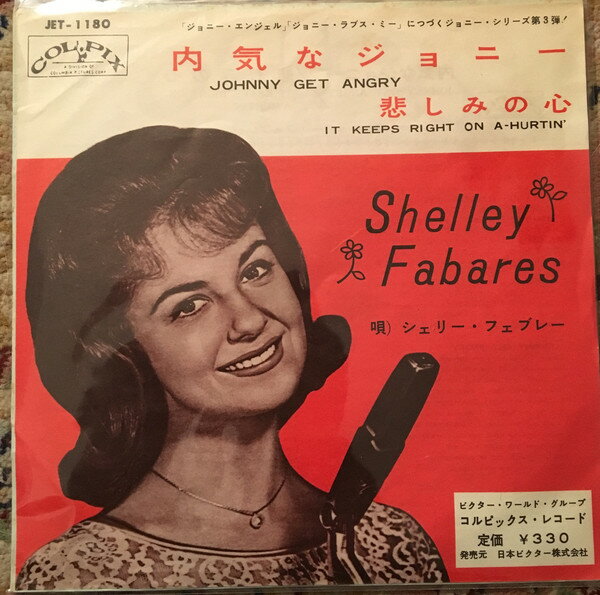 JET-1180
「ジョニー・エンジェル」「ジョニー・ラブス・ミー」につづくジョニー・シリーズ第3弾!
COLPIX
A DIVISION OF
COLUMBIA PICTURES CORP.
内気なジョニー
JOHNNY GET ANGRY
悲しみの心
IT KEEPS RIGHT ON A-HURTIN'
Shelley
Fabares
唄) シェリー・フェブレー
ビクター・ワールド・グループ
コルピックス・レコード
定価 ¥330
発売元 日本ビクター株式会社